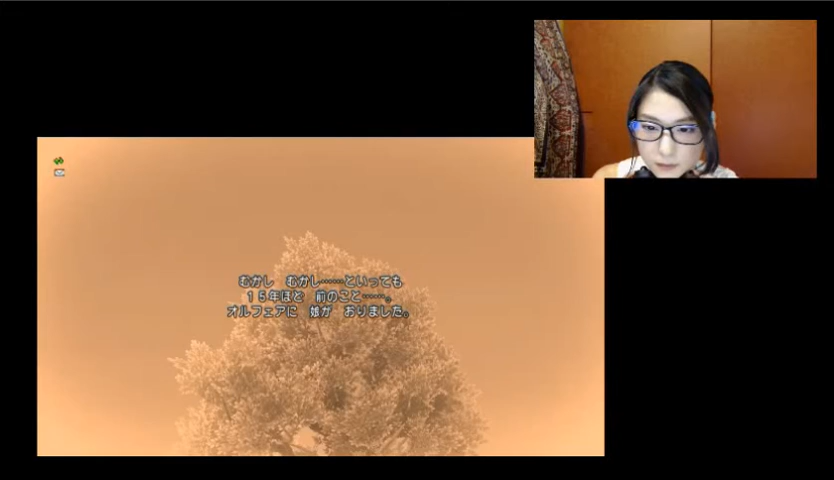 むかし　むかし……といっても
１５年ほど　前のこと……。
オルフェアに　娘が　おりました。